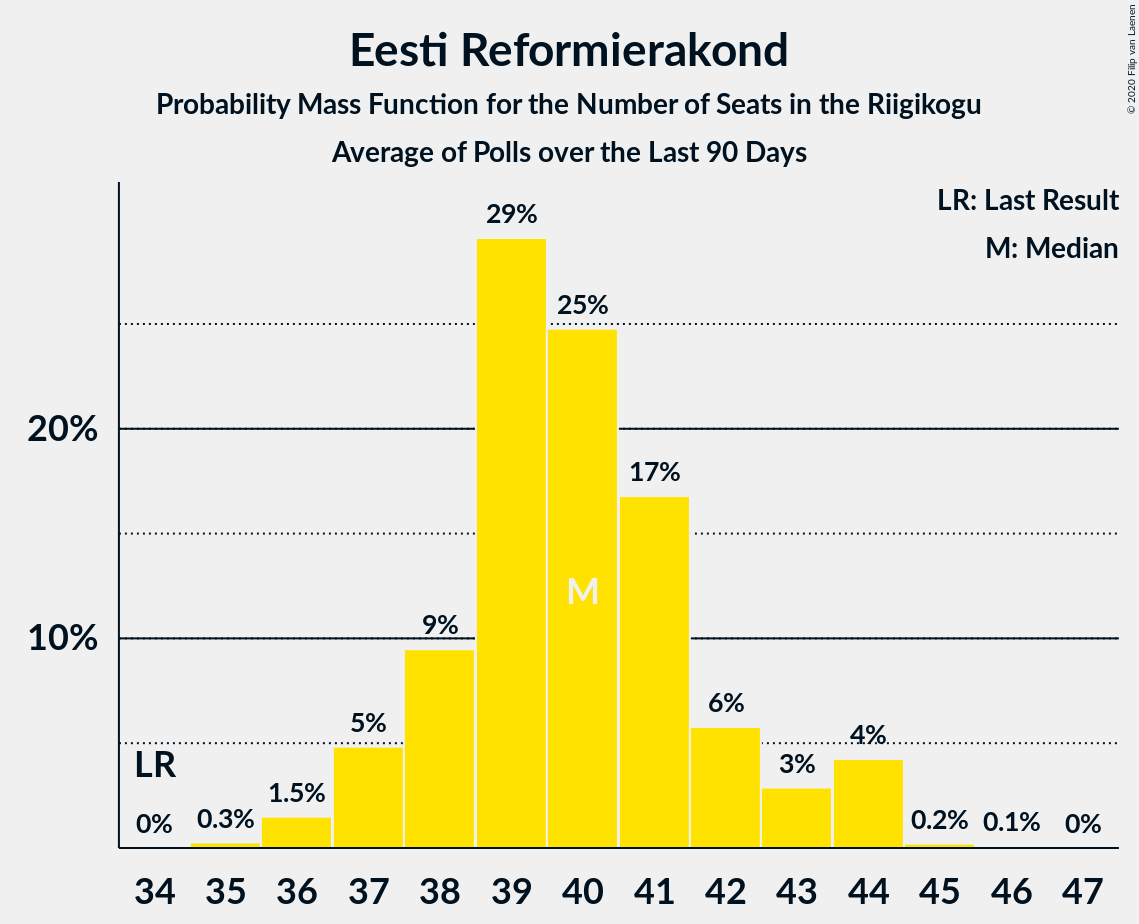 Eesti Reformierakond
Probability Mass Function for the Number of Seats in the Riigikogu
Average of Polls over the Last 90 Days
© 2020 Filip van Laenen
LR: Last Result
M: Median
29%
25%
20%
17%
M
10%
9%
6%
5%
4%
LR
3%
1.5%
0% 0.3% 0.2% 0.1% 0%
34 35 36 37 38 39 40 41 42 43 44 45 46 47